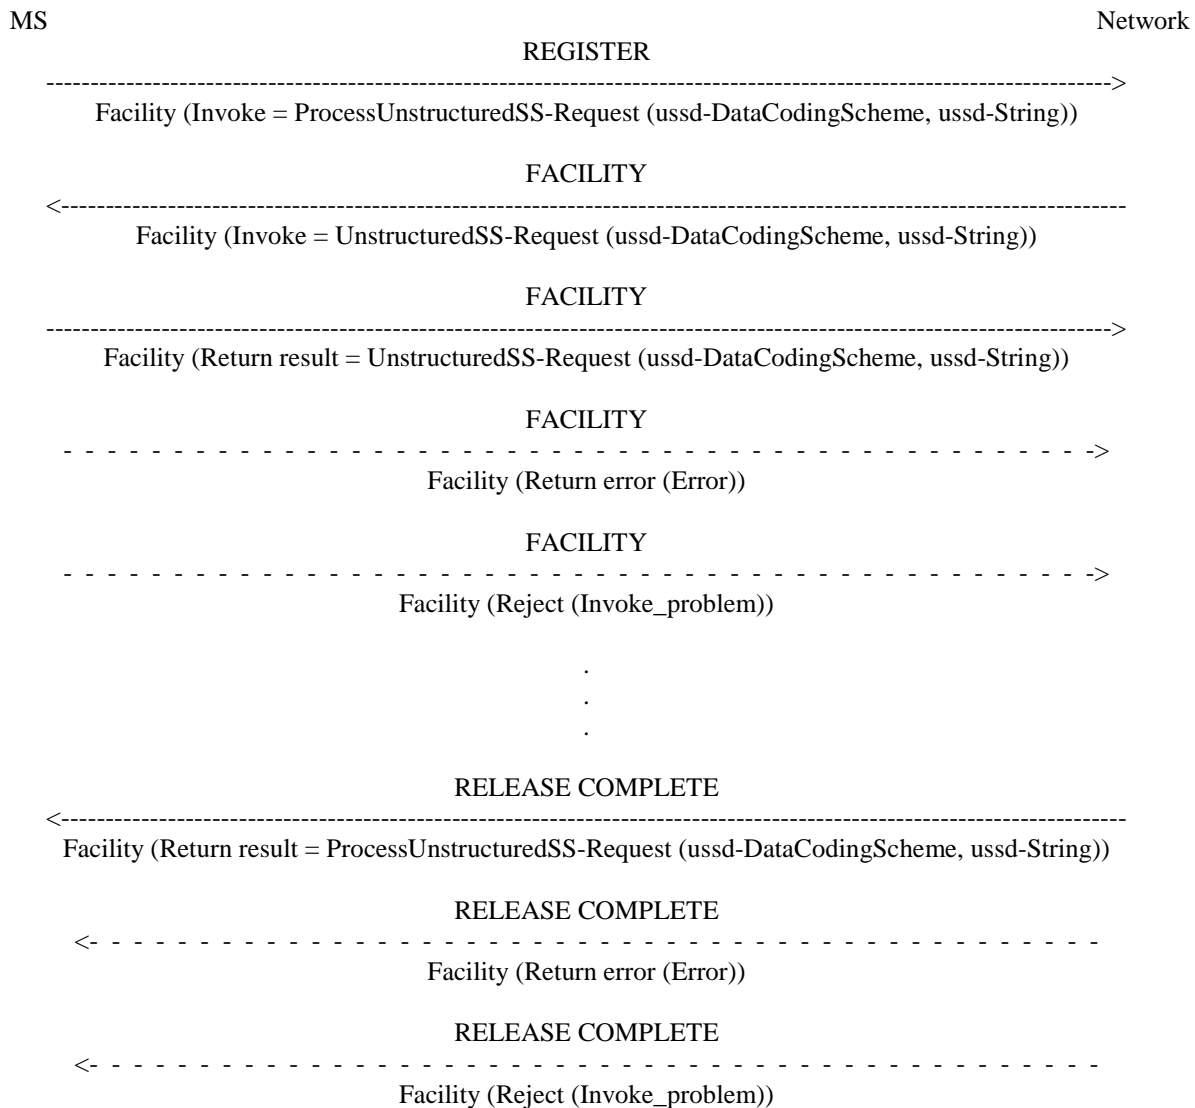 MS Network
REGISTER
------------------------------------------------------------------------------------------------------------------------>
Facility (Invoke = ProcessUnstructuredSS-Request (ussd-DataCodingScheme, ussd-String))
FACILITY
<------------------------------------------------------------------------------------------------------------------------
Facility (Invoke = UnstructuredSS-Request (ussd-DataCodingScheme, ussd-String))
FACILITY
------------------------------------------------------------------------------------------------------------------------>
Facility (Return result = UnstructuredSS-Request (ussd-DataCodingScheme, ussd-String))
FACILITY
- - - - - - - - - - - - - - - - - - - - - - - - - - - - - - - - - - - - - - - - - - - - - - - ->
Facility (Return error (Error))
FACILITY
- - - - - - - - - - - - - - - - - - - - - - - - - - - - - - - - - - - - - - - - - - - - - - - ->
Facility (Reject (Invoke_problem))
.
.
.
RELEASE COMPLETE
<------------------------------------------------------------------------------------------------------------------------
Facility (Return result = ProcessUnstructuredSS-Request (ussd-DataCodingScheme, ussd-String))
RELEASE COMPLETE
<- - - - - - - - - - - - - - - - - - - - - - - - - - - - - - - - - - - - - - - - - - - - - - -
Facility (Return error (Error))
RELEASE COMPLETE
<- - - - - - - - - - - - - - - - - - - - - - - - - - - - - - - - - - - - - - - - - - - - - - -
Facility (Reject (Invoke_problem))